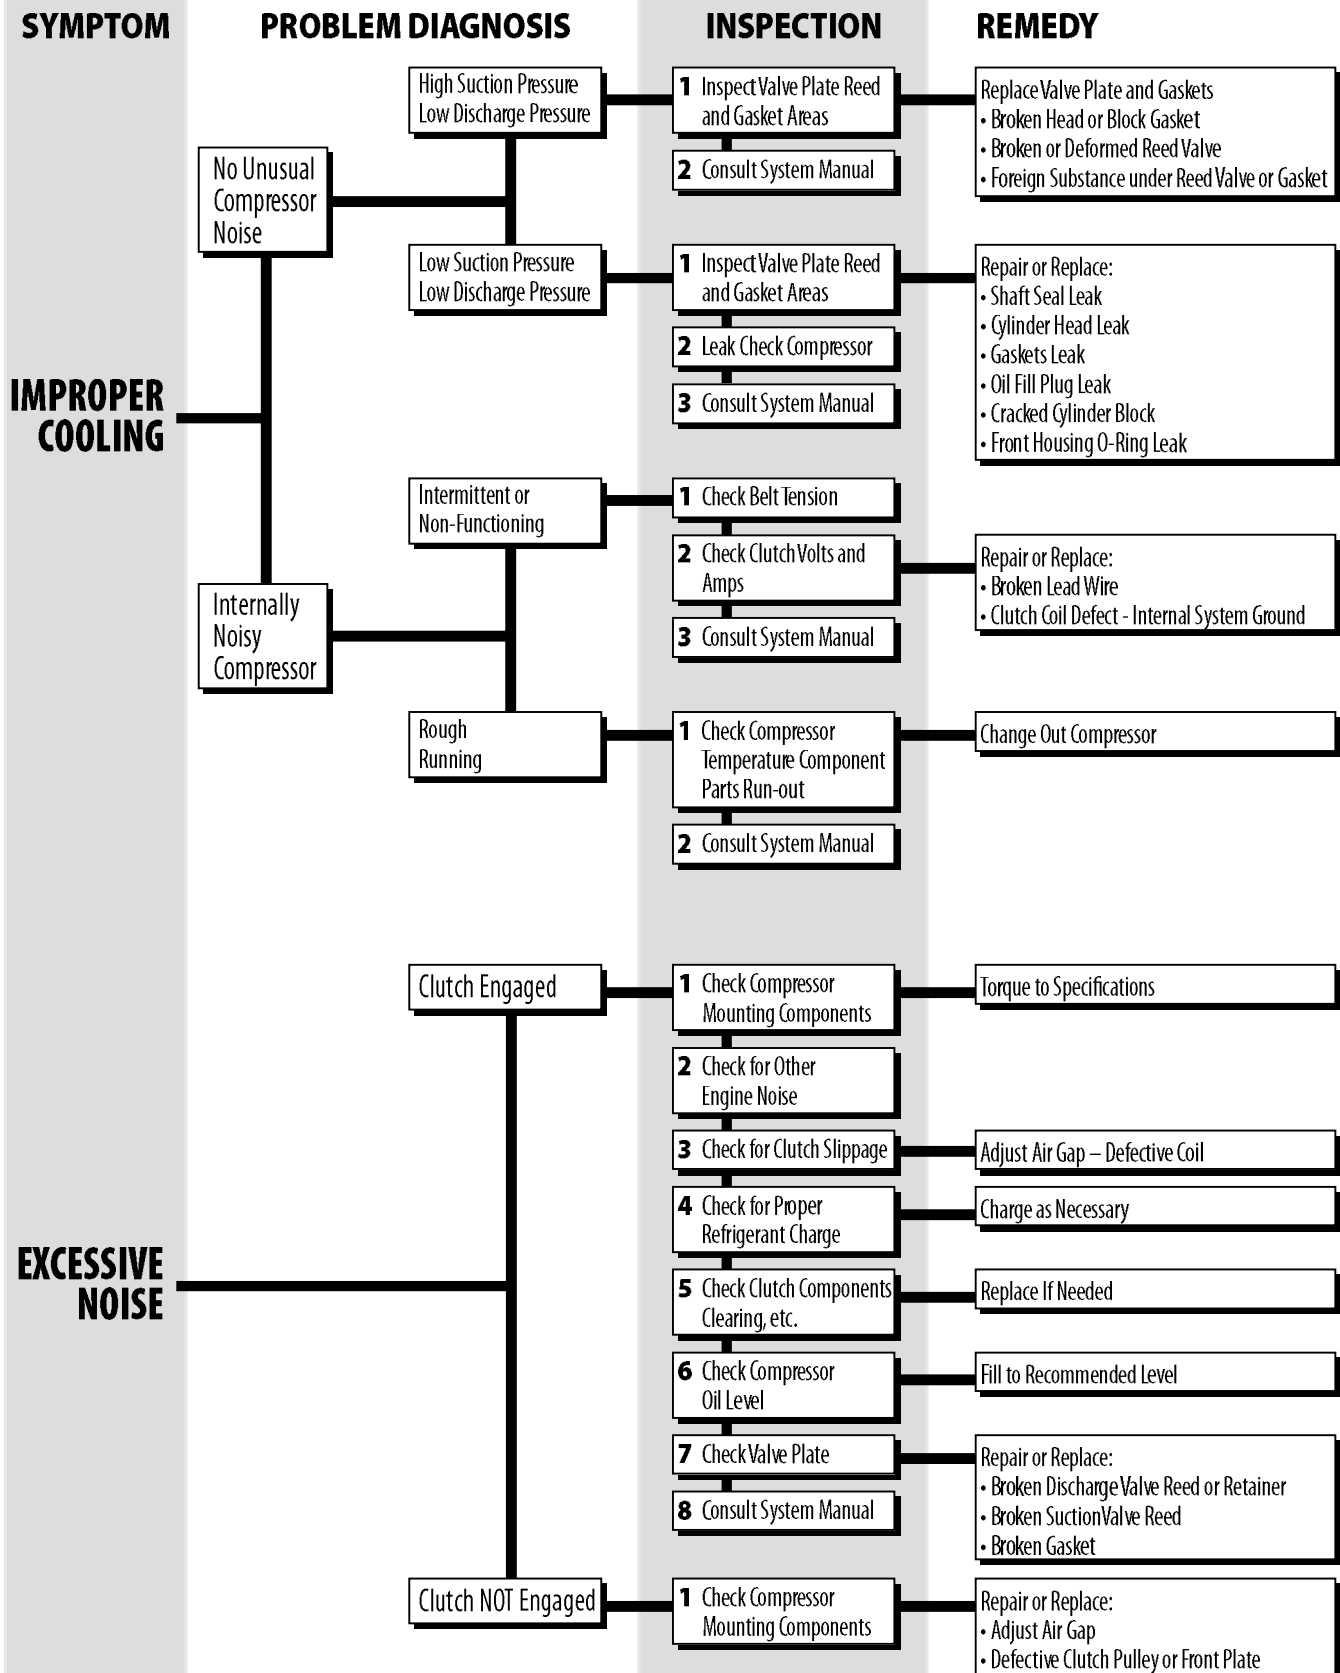 SYMPTOM PROBLEM DIAGNOSIS INSPECTION REMEDY
High Suction Pressure
Low Discharge Pressure
1 Inspect Valve Plate Reed
and Gasket Areas
2 Consult System Manual
Replace Valve Plate and Gaskets
• Broken Head or Block Gasket
• Broken or Deformed Reed Valve
• Foreign Substance under Reed Valve or Gasket
No Unusual
Compressor
Noise
Low Suction Pressure
Low Discharge Pressure
1 Inspect Valve Plate Reed
and Gasket Areas
2 Leak Check Compressor
3 Consult System Manual
Repair or Replace:
• Shaft Seal Leak
• Cylinder Head Leak
• Gaskets Leak
• Oil Fill Plug Leak
• Cracked Cylinder Block
• Front Housing O-Ring Leak
IMPROPER
COOLING
Intermittent or
Non-Functioning
1 Check Belt Tension
2 Check Clutch Volts and
Amps
3 Consult System Manual
Repair or Replace:
• Broken Lead Wire
• Clutch Coil Defect - Internal System Ground
Internally
Noisy
Compressor
Rough
Running
1 Check Compressor
Temperature Component
Parts Run-out
2 Consult System Manual
Change Out Compressor
Clutch Engaged
1 Check Compressor
Mounting Components
Torque to Specifications
2 Check for Other
Engine Noise
3 Check for Clutch Slippage
Adjust Air Gap – Defective Coil
4 Check for Proper
Refrigerant Charge
Charge as Necessary
EXCESSIVE
NOISE
5 Check Clutch Components
Clearing, etc.
Replace If Needed
6 Check Compressor
Oil Level
Fill to Recommended Level
7 Check Valve Plate
8 Consult System Manual
Repair or Replace:
• Broken Discharge Valve Reed or Retainer
• Broken Suction Valve Reed
• Broken Gasket
Clutch NOT Engaged
1 Check Compressor
Mounting Components
Repair or Replace:
• Adjust Air Gap
• Defective Clutch Pulley or Front Plate